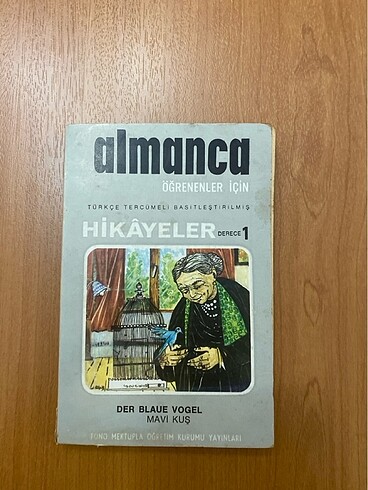 almanca
ÖĞRENENLER İÇİN
TÜRKÇE TERCÜMELİ BASİTLEŞTİRİLMİŞ
HİKÂYELER DERECE 1
DER BLAUE VOGEL
MAVİ KUŞ
FONO MEKTUPLA ÖĞRETİM KURUMU YAYINLARI